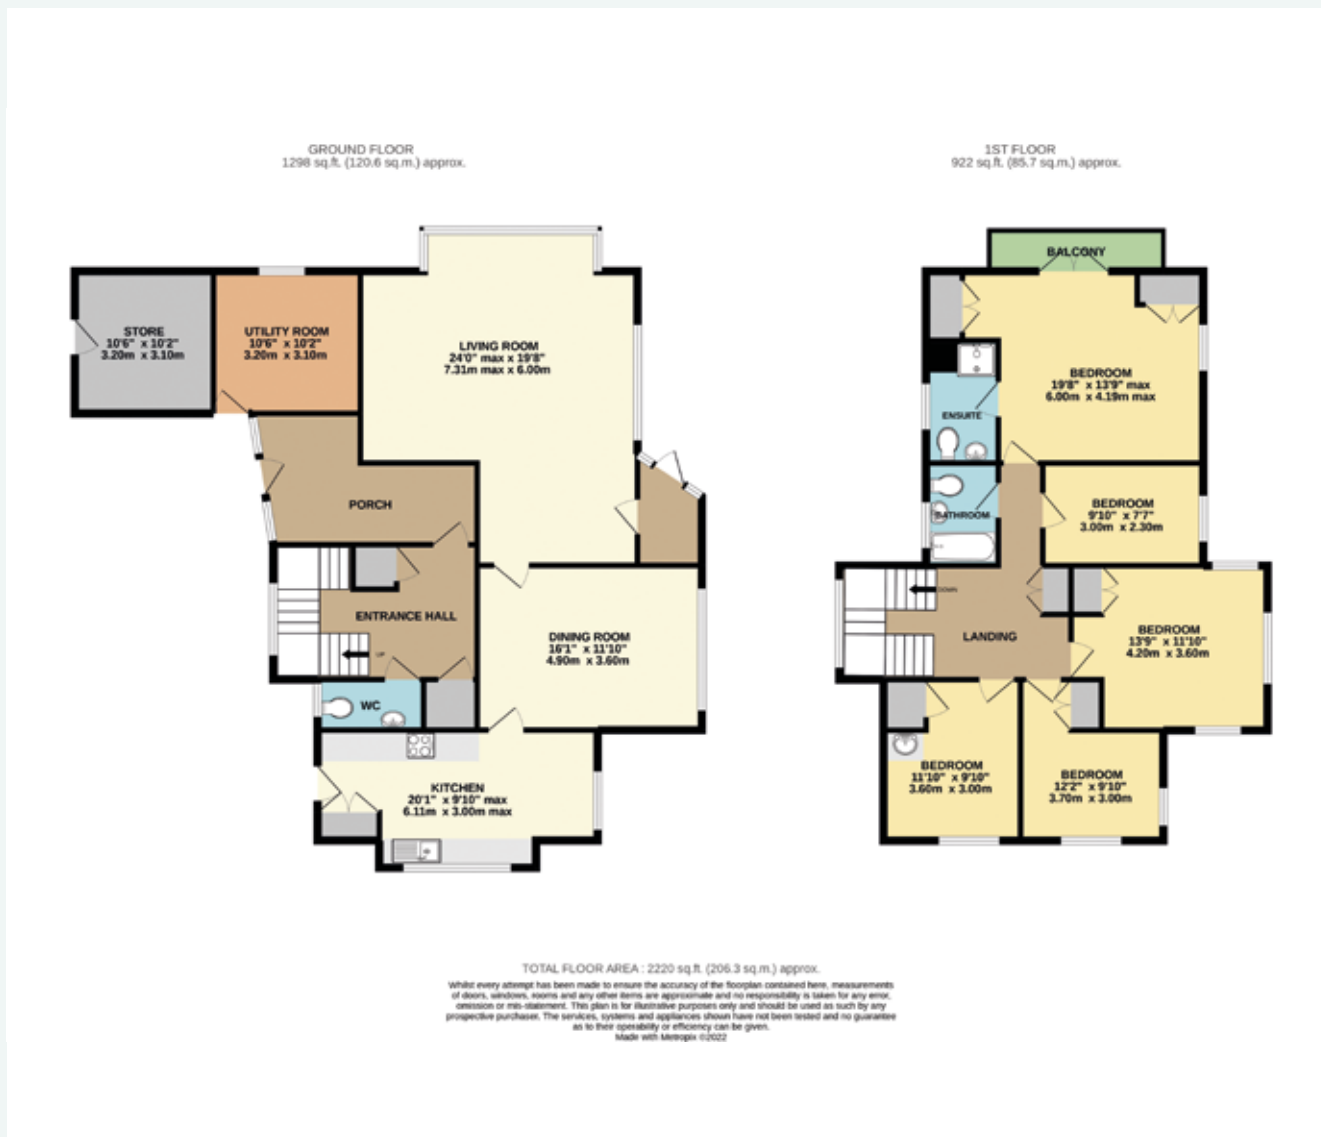 GROUND FLOOR
1298 sq.ft. (120.6 sq.m.) approx.
STORE
10'6" x 10'2"
3.20m x 3.10m
UTILITY ROOM
10'6" x 10'2"
3.20m x 3.10m
LIVING ROOM
24'0" max x 19'8"
7.31m max x 6.00m
PORCH
ENTRANCE HALL
UP
DINING ROOM
16'1" x 11'10"
4.90m x 3.60m
WC
KITCHEN
20'1" x 9'10" max
6.11m x 3.00m max
1ST FLOOR
922 sq.ft. (85.7 sq.m.) approx.
BALCONY
BEDROOM
19'8" x 13'9" max
6.00m x 4.19m max
ENSUITE
BEDROOM
9'10" x 7'7"
3.00m x 2.30m
BATHROOM
DOWN
LANDING
BEDROOM
13'9" x 11'10"
4.20m x 3.60m
BEDROOM
11'10" x 9'10"
3.60m x 3.00m
BEDROOM
12'2" x 9'10"
3.70m x 3.00m
TOTAL FLOOR AREA : 2220 sq.ft. (206.3 sq.m.) approx.
Whilst every attempt has been made to ensure the accuracy of the floorplan contained here, measurements
of doors, windows, rooms and any other items are approximate and no responsibility is taken for any error,
omission or mis-statement. This plan is for illustrative purposes only and should be used as such by any
prospective purchaser. The services, systems and appliances shown have not been tested and no guarantee
as to their operability or efficiency can be given.
Made with Metropix ©2022